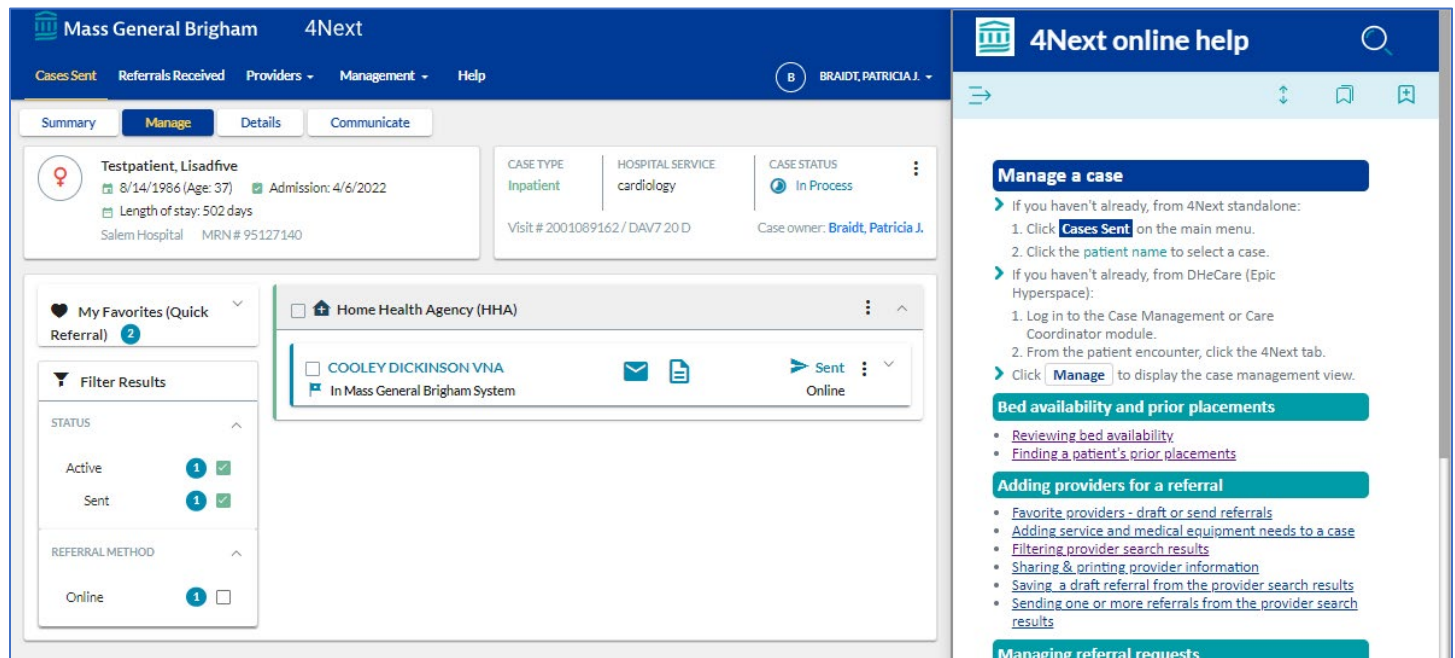 Mass General Brigham 4Next
Cases Sent Referrals Received Providers Management Help
B BRAIDT, PATRICIA J.
Summary Manage Details Communicate
Testpatient, Lisadfive
8/14/1986 (Age: 37) Admission: 4/6/2022
Length of stay: 502 days
Salem Hospital MRN # 95127140
CASE TYPE HOSPITAL SERVICE CASE STATUS
Inpatient cardiology In Process
Visit # 2001089162 / DAV7 20 D Case owner: Braidt, Patricia J.
My Favorites (Quick
Referral) 2
Filter Results
STATUS
Active 1
Sent 1
REFERRAL METHOD
Online 1
Home Health Agency (HHA)
COOLEY DICKINSON VNA Sent
In Mass General Brigham System Online
4Next online help
Manage a case
If you haven't already, from 4Next standalone:
1. Click Cases Sent on the main menu.
2. Click the patient name to select a case.
If you haven't already, from DHeCare (Epic
Hyperspace):
1. Log in to the Case Management or Care
Coordinator module.
2. From the patient encounter, click the 4Next tab.
Click Manage to display the case management view.
Bed availability and prior placements
• Reviewing bed availability
• Finding a patient's prior placements
Adding providers for a referral
• Favorite providers - draft or send referrals
• Adding service and medical equipment needs to a case
• Filtering provider search results
• Sharing & printing provider information
• Saving a draft referral from the provider search results
• Sending one or more referrals from the provider search
results
Managing referral requests